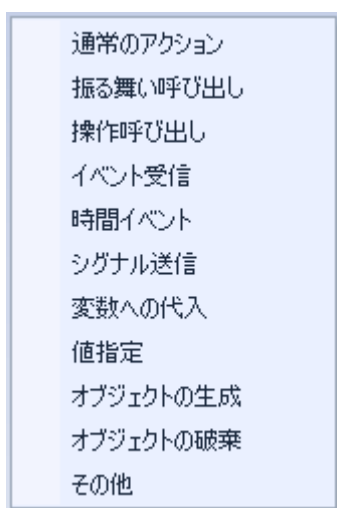 通常のアクション
振る舞い呼び出し
操作呼び出し
イベント受信
時間イベント
シグナル送信
変数への代入
値指定
オブジェクトの生成
オブジェクトの破棄
その他